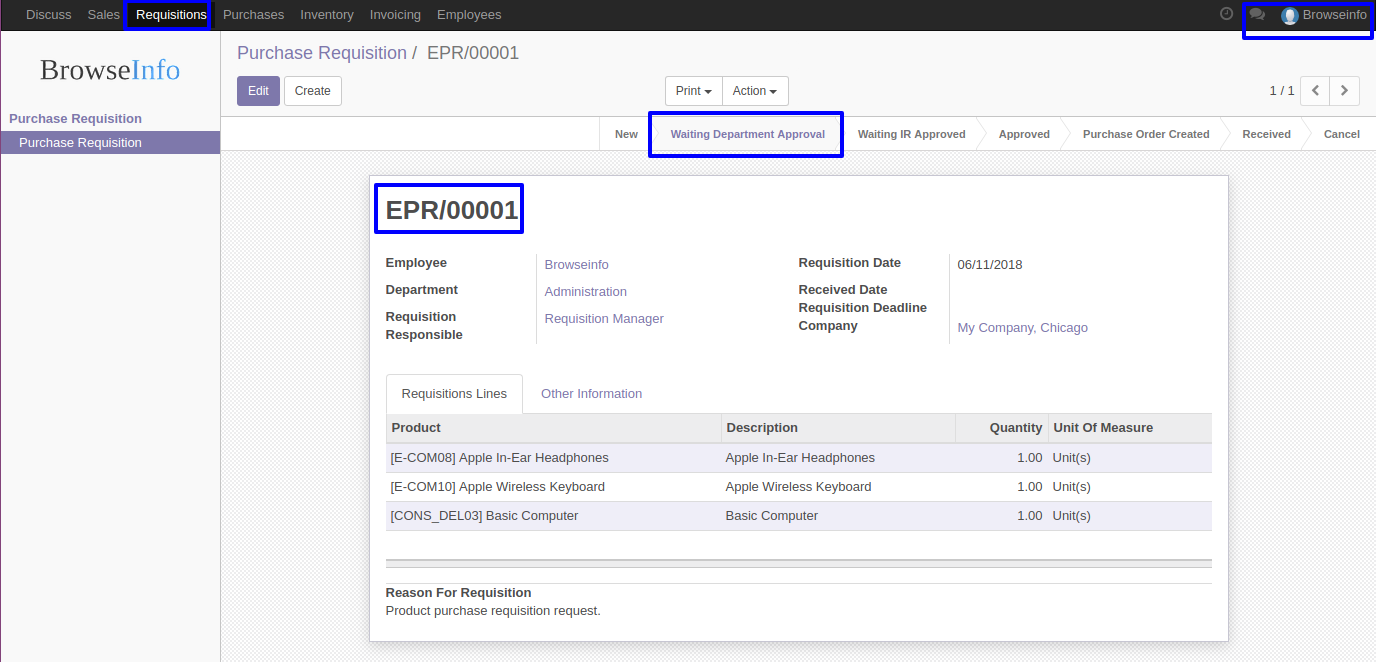 Discuss Sales Requisitions Purchases Inventory Invoicing Employees Browseinfo
BrowseInfo
Purchase Requisition
Purchase Requisition
Purchase Requisition / EPR/00001
Edit Create Print Action 1 / 1
New Waiting Department Approval Waiting IR Approved Approved Purchase Order Created Received Cancel
EPR/00001
Employee Browseinfo
Department Administration
Requisition Responsible Requisition Manager
Requisition Date 06/11/2018
Received Date
Requisition Deadline
Company My Company, Chicago
Requisitions Lines Other Information
Product Description Quantity Unit Of Measure
[E-COM08] Apple In-Ear Headphones Apple In-Ear Headphones 1.00 Unit(s)
[E-COM10] Apple Wireless Keyboard Apple Wireless Keyboard 1.00 Unit(s)
[CONS_DEL03] Basic Computer Basic Computer 1.00 Unit(s)
Reason For Requisition
Product purchase requisition request.